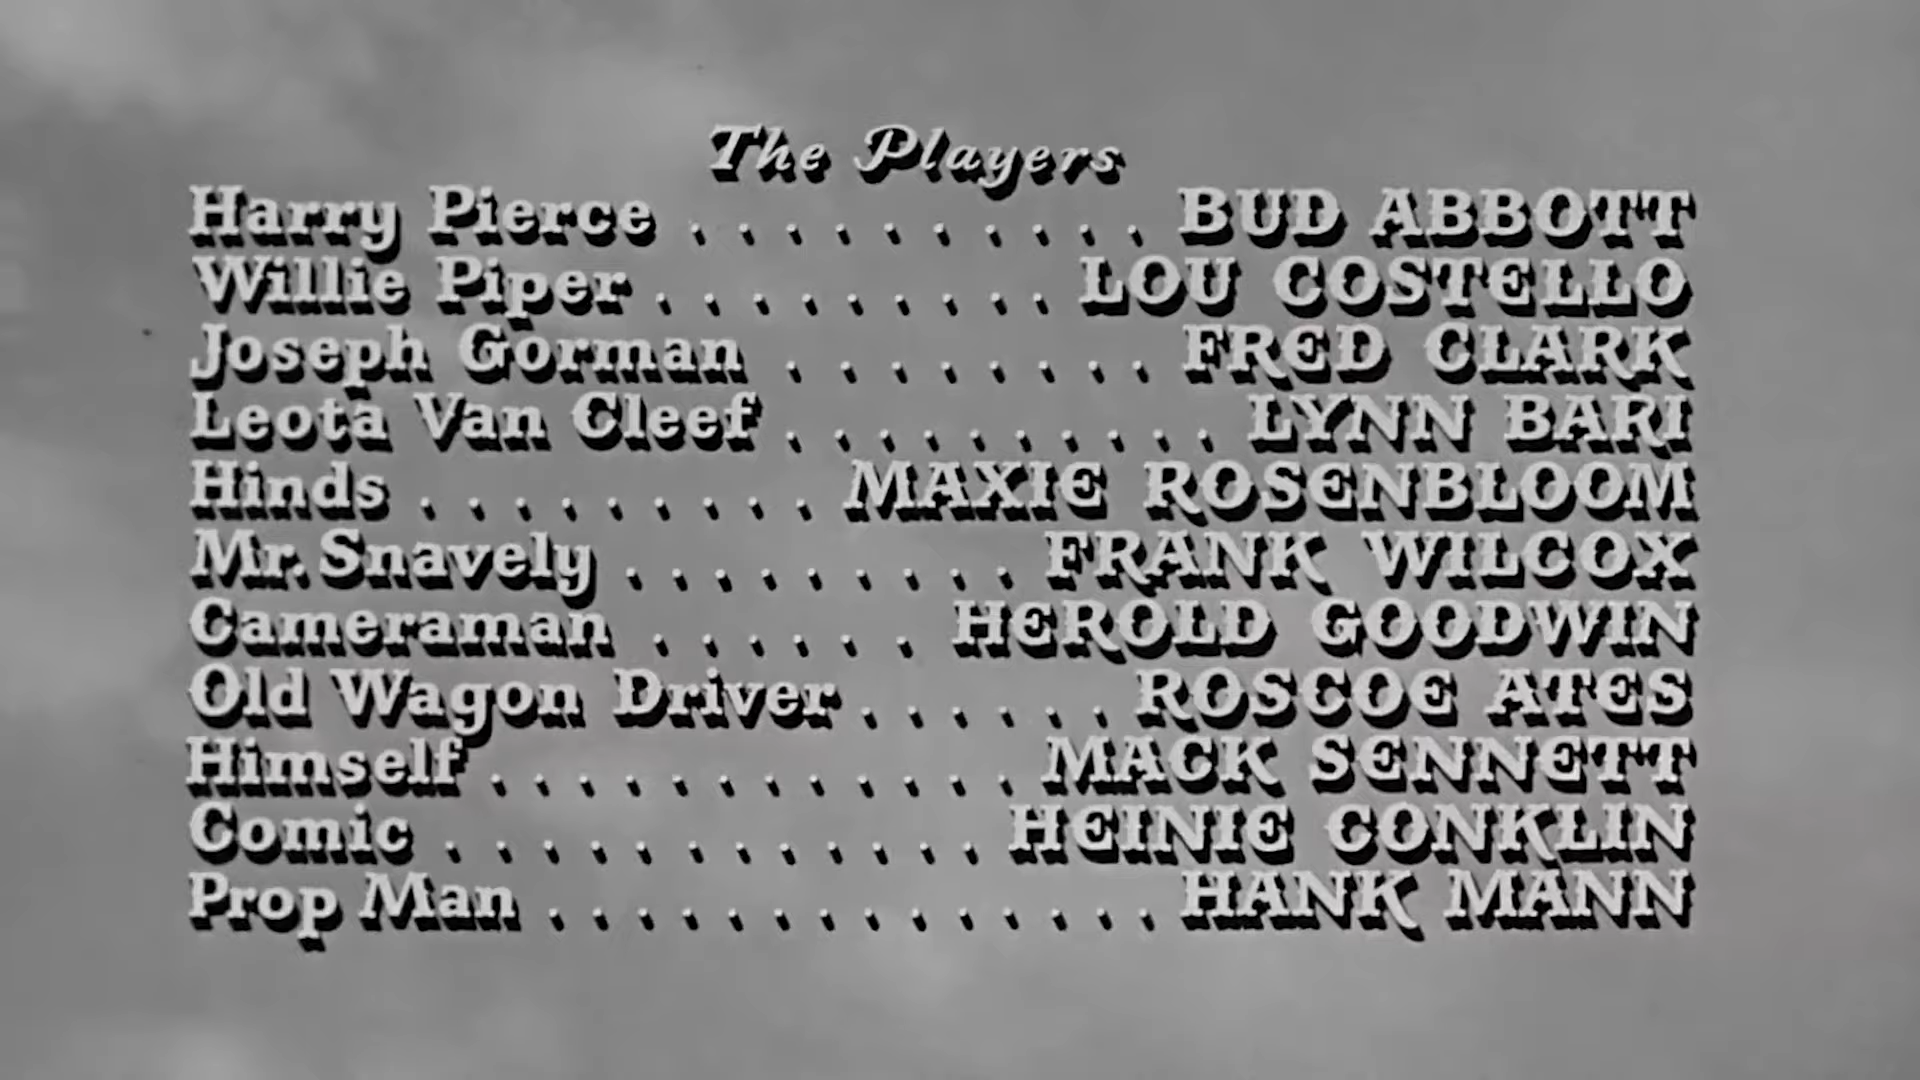 The Players
Harry Pierce . . . . . . . . . . BUD ABBOTT
Willie Piper . . . . . . . . . LOU COSTELLO
Joseph Gorman . . . . . . . . FRED CLARK
Leota Van Cleef . . . . . . . . . . LYNN BARI
Hinds . . . . . . . . . MAXIE ROSENBLOOM
Mr. Snavely . . . . . . . . . FRANK WILCOX
Cameraman . . . . . . HEROLD GOODWIN
Old Wagon Driver . . . . . . ROSCOE ATES
Himself . . . . . . . . . . . . MACK SENNETT
Comic . . . . . . . . . . . . HEINIE CONKLIN
Prop Man . . . . . . . . . . . . . . HANK MANN